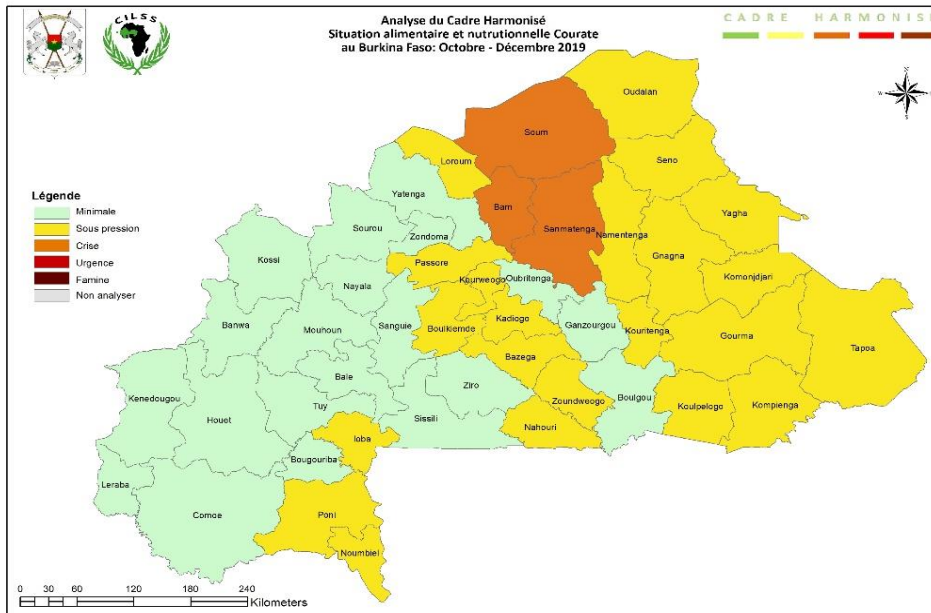 CILSS
Analyse du Cadre Harmonisé
Situation alimentaire et nutrutionnelle Courate
au Burkina Faso: Octobre - Décembre 2019
CADRE HARMONISÉ
N
W E
S
Oudalan
Soum
Loroum
Seno
Yatenga
Bam
Sanmatenga
Yagha
Légende
Minimale
Sous pression
Crise
Urgence
Famine
Non analyser
Sourou
Zondoma
Namentenga
Gnagna
Kossi
Passore
Komonjdjari
Kourweogo
Oubritenga
Nayala
Banwa
Mouhoun
Sanguie
Boulkiemde
Kadiogo
Ganzourgou
Kouritenga
Gourma
Tapoa
Bazega
Bale
Ziro
Kenedougou
Zoundweogo
Boulgou
Houet
Tuy
Sissili
Koulpelogo
Kompienga
Nahouri
Ioba
Bougouriba
Leraba
Comoe
Poni
Noumbiel
0 30 60 120 180 240
Kilometers